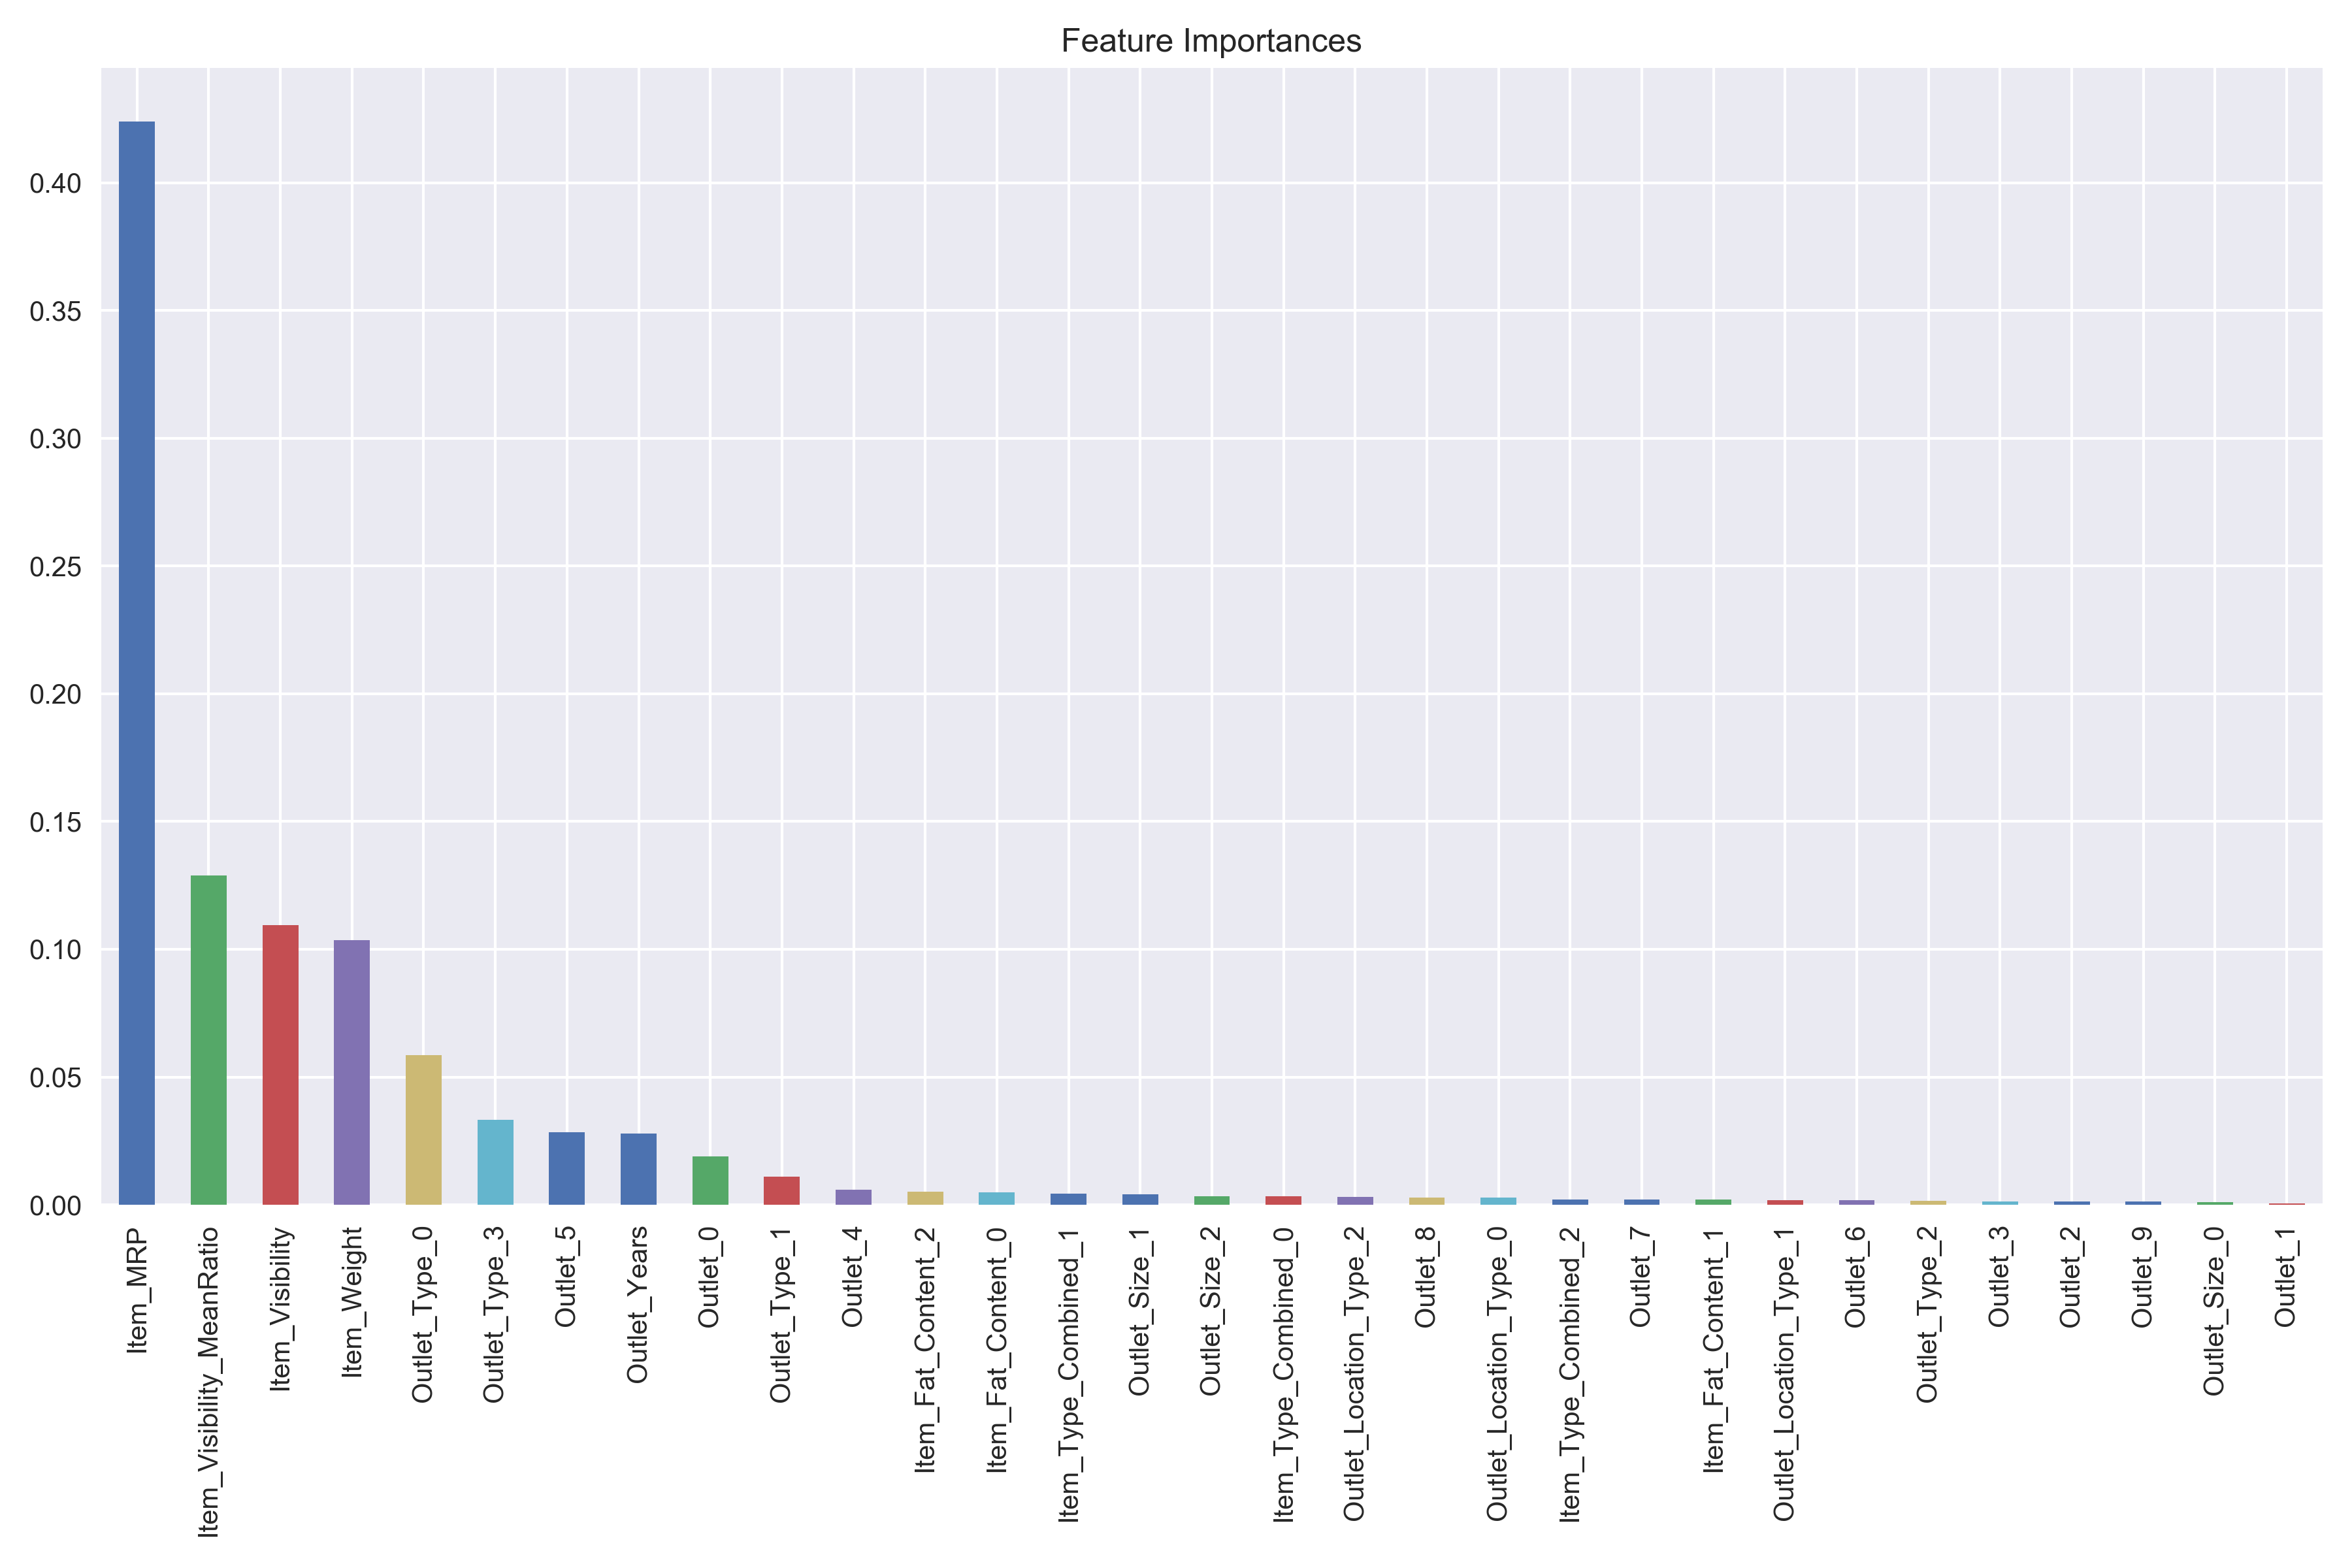 Feature Importances
0.40
0.35
0.30
0.25
0.20
0.15
0.10
0.05
0.00
Item_MRP
Item_Visibility_MeanRatio
Item_Visibility
Item_Weight
Outlet_Type_0
Outlet_Type_3
Outlet_5
Outlet_Years
Outlet_0
Outlet_Type_1
Outlet_4
Item_Fat_Content_2
Item_Fat_Content_0
Item_Type_Combined_1
Outlet_Size_1
Outlet_Size_2
Item_Type_Combined_0
Outlet_Location_Type_2
Outlet_8
Outlet_Location_Type_0
Item_Type_Combined_2
Outlet_7
Item_Fat_Content_1
Outlet_Location_Type_1
Outlet_6
Outlet_Type_2
Outlet_3
Outlet_2
Outlet_9
Outlet_Size_0
Outlet_1